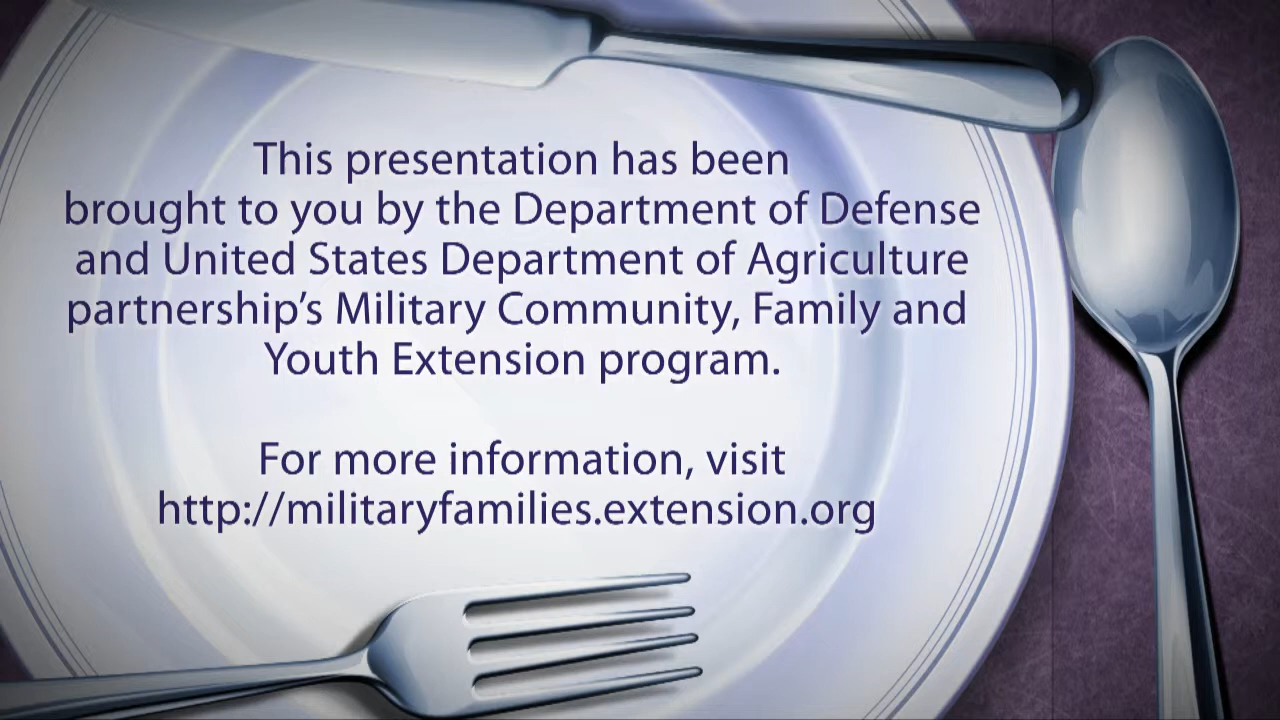 This presentation has been
brought to you by the Department of Defense
and United States Department of Agriculture
partnership’s Military Community, Family and
Youth Extension program.
For more information, visit
http://militaryfamilies.extension.org